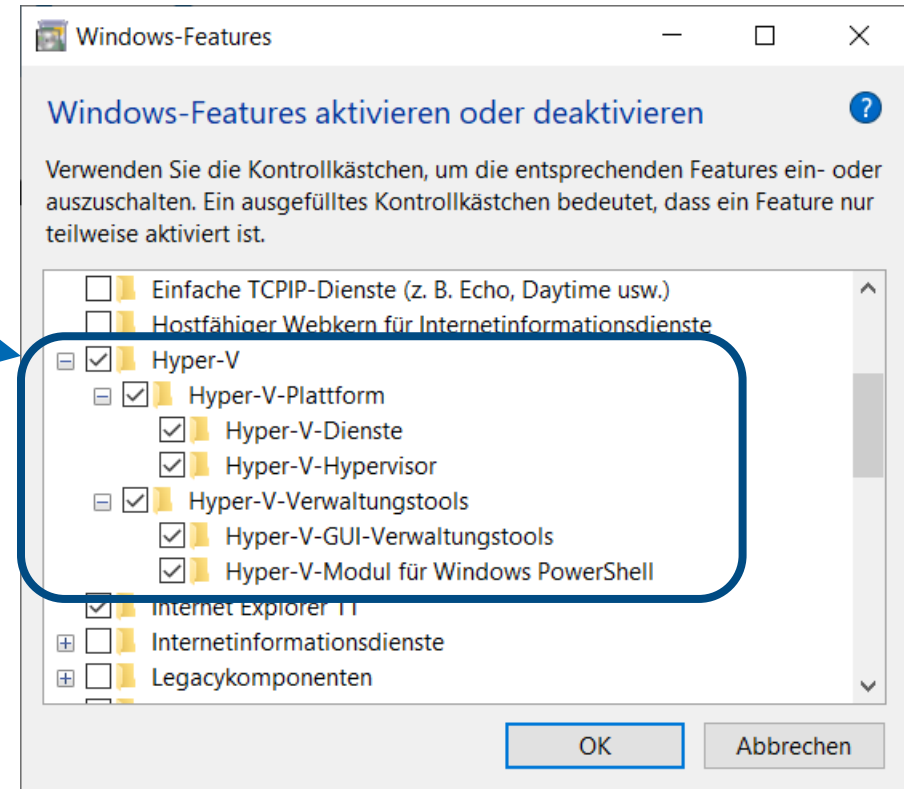 Windows-Features
Windows-Features aktivieren oder deaktivieren
?
Verwenden Sie die Kontrollkästchen, um die entsprechenden Features ein- oder
auszuschalten. Ein ausgefülltes Kontrollkästchen bedeutet, dass ein Feature nur
teilweise aktiviert ist.
Einfache TCPIP-Dienste (z. B. Echo, Daytime usw.)
Hostfähiger Webkern für Internetinformationsdienste
Hyper-V
Hyper-V-Plattform
Hyper-V-Dienste
Hyper-V-Hypervisor
Hyper-V-Verwaltungstools
Hyper-V-GUI-Verwaltungstools
Hyper-V-Modul für Windows PowerShell
Internet Explorer 11
Internetinformationsdienste
Legacykomponenten
OK Abbrechen